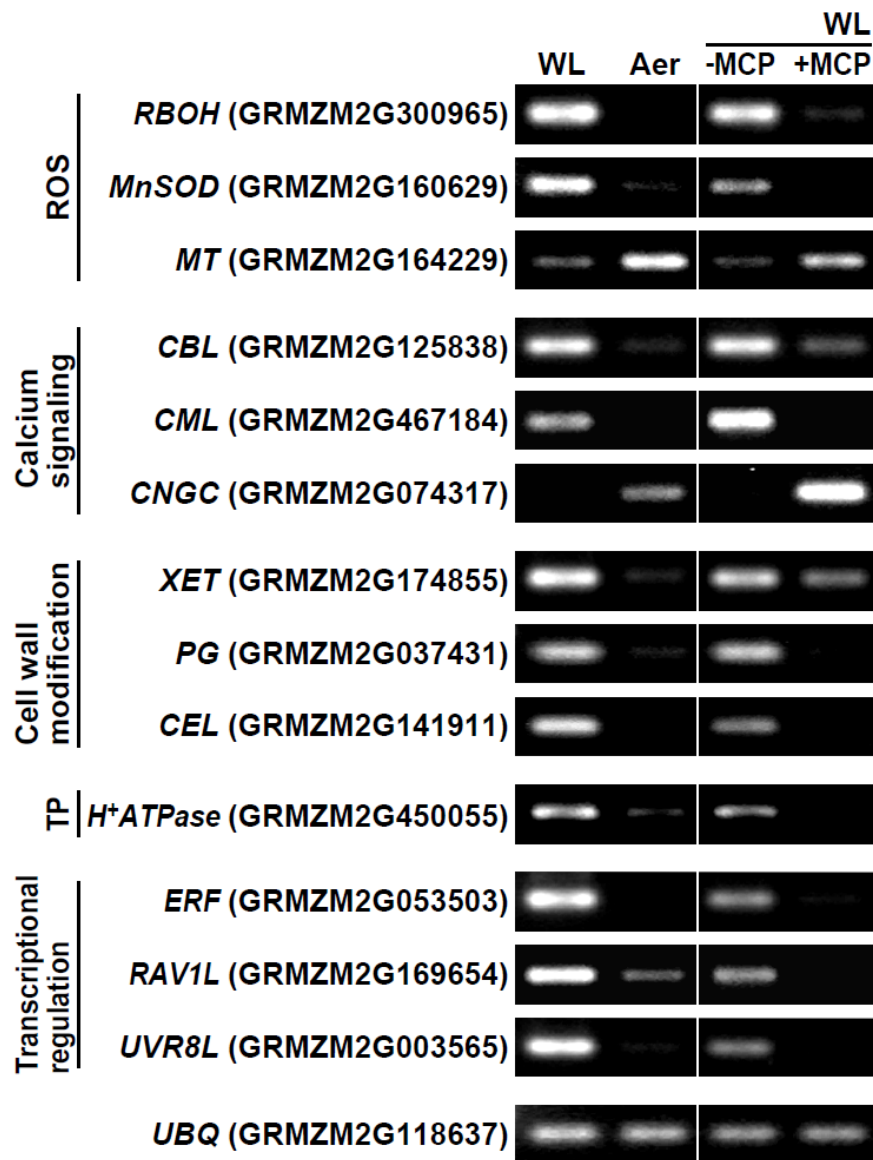 WL
WL Aer -MCP +MCP
ROS
RBOH (GRMZM2G300965)
MnSOD (GRMZM2G160629)
MT (GRMZM2G164229)
Calcium
signaling
CBL (GRMZM2G125838)
CML (GRMZM2G467184)
CNGC (GRMZM2G074317)
Cell wall
modification
XET (GRMZM2G174855)
PG (GRMZM2G037431)
CEL (GRMZM2G141911)
TP
H⁺ATPase (GRMZM2G450055)
Transcriptional
regulation
ERF (GRMZM2G053503)
RAV1L (GRMZM2G169654)
UVR8L (GRMZM2G003565)
UBQ (GRMZM2G118637)